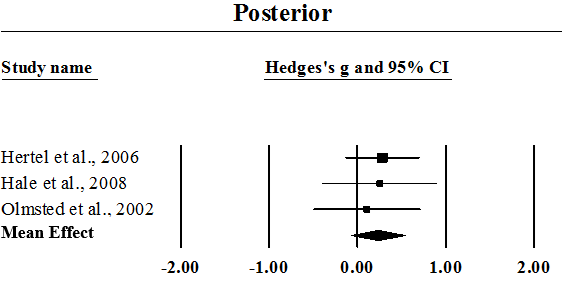 Posterior
Study name Hedges's g and 95% CI
Hertel et al., 2006
Hale et al., 2008
Olmsted et al., 2002
Mean Effect
-2.00 -1.00 0.00 1.00 2.00